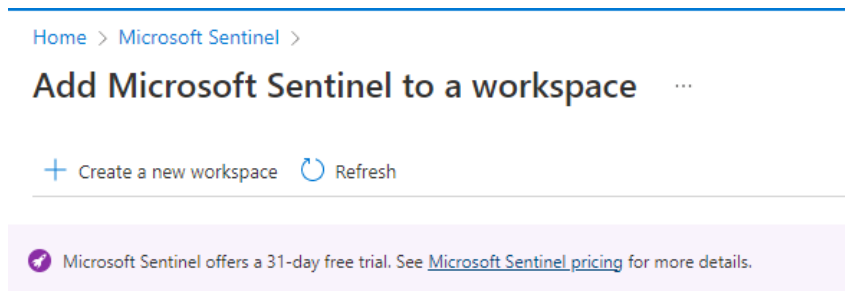 Home > Microsoft Sentinel >
Add Microsoft Sentinel to a workspace ...
+ Create a new workspace Refresh
Microsoft Sentinel offers a 31-day free trial. See Microsoft Sentinel pricing for more details.